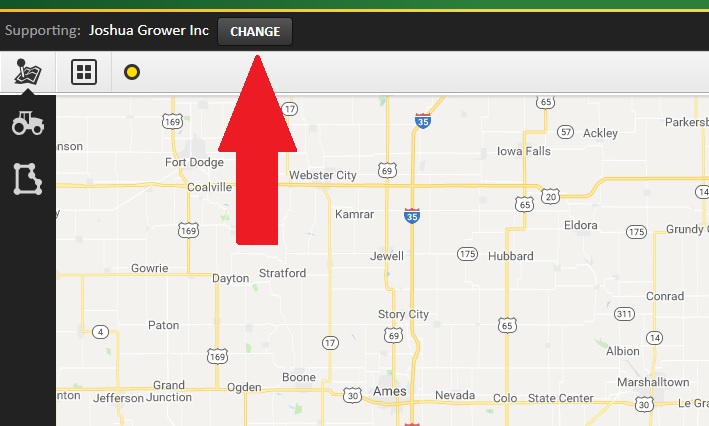 Supporting: Joshua Grower Inc CHANGE
17
65
169
35
57
Ackley
Parkersb
nson
Iowa Falls
Fort Dodge
69
Webster City
Coalville
20
14
65
Kamrar
35
y
169
Eldora
175
Grundy C
Jewell
175
Hubbard
Gowrie
Dayton
Stratford
Conrad
Story City
311
Paton
65
4
69
14
17
169
Albion
Boone
Marshalltown
Grand
Junction
Ogden
nton
Jefferson
30
Ames
Nevada
Colo
State Center
30
Le Gra